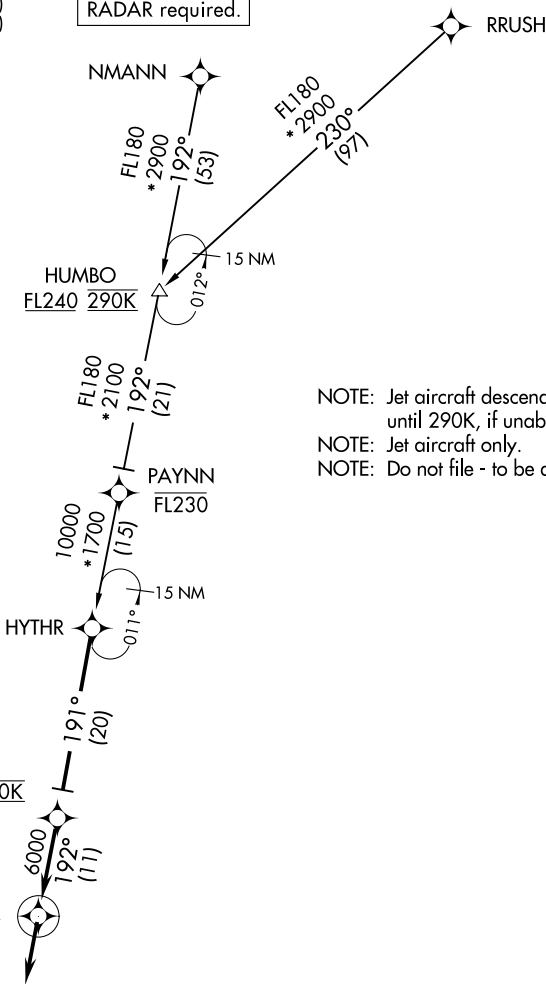 RADAR required.
RRUSH
NMANN
FL180
*2900
230°
(97)
FL180
*2900
192°
(53)
15 NM
012°
HUMBO
FL240 290K
FL180
*2100
192°
(21)
NOTE: Jet aircraft descend
until 290K, if unab
NOTE: Jet aircraft only.
NOTE: Do not file - to be a
PAYNN
FL230
10000
*1700
(15)
15 NM
011°
HYTHR
191°
(20)
0K
6000
192°
(11)